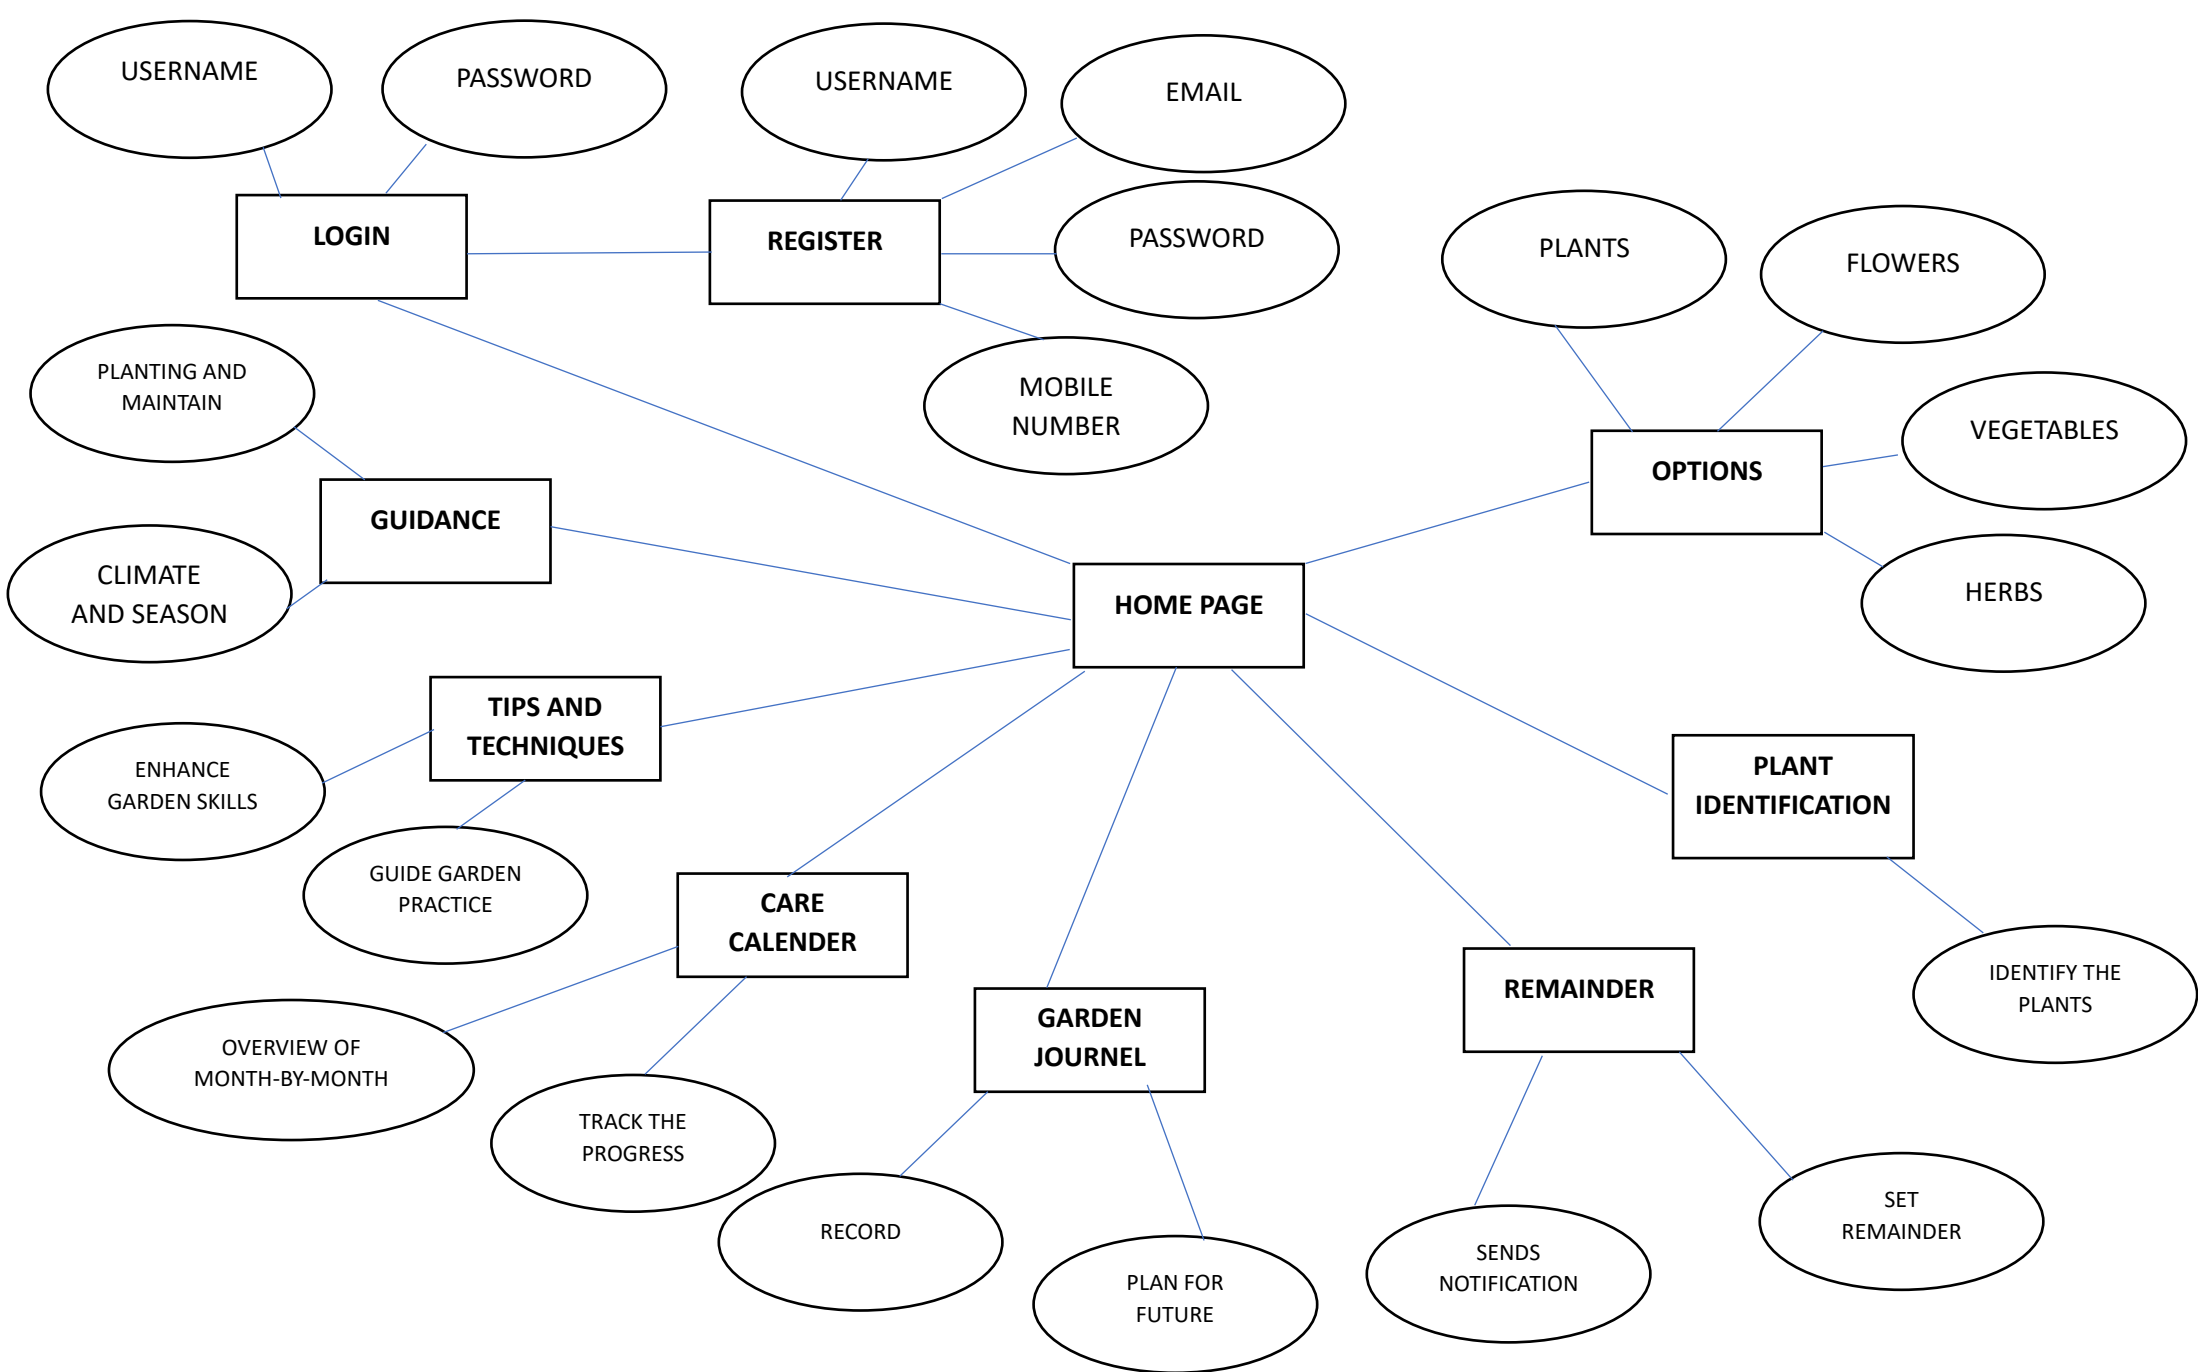 USERNAME
PASSWORD
USERNAME
EMAIL
LOGIN
REGISTER
PASSWORD
PLANTS
FLOWERS
PLANTING AND
MAINTAIN
MOBILE
NUMBER
VEGETABLES
OPTIONS
GUIDANCE
CLIMATE
AND SEASON
HOME PAGE
HERBS
TIPS AND
TECHNIQUES
ENHANCE
GARDEN SKILLS
PLANT
IDENTIFICATION
GUIDE GARDEN
PRACTICE
CARE
CALENDER
IDENTIFY THE
PLANTS
REMAINDER
GARDEN
JOURNEL
OVERVIEW OF
MONTH-BY-MONTH
TRACK THE
PROGRESS
RECORD
SET
REMAINDER
SENDS
NOTIFICATION
PLAN FOR
FUTURE